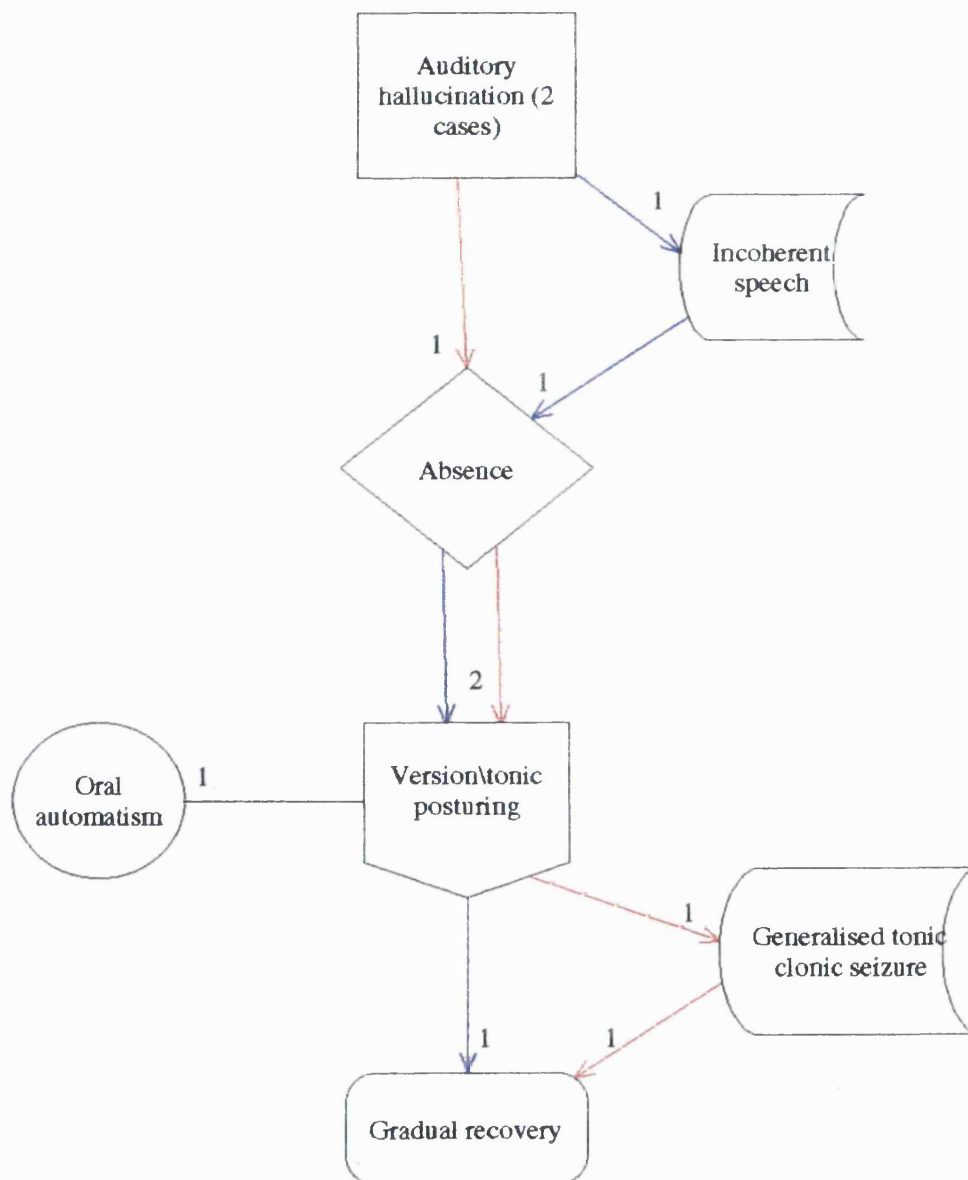 Auditory
hallucination (2
cases)
1
Incoherent
speech
1
1
Absence
2
Version\tonic
posturing
Oral
automatism
1
1
Generalised tonic
clonic seizure
1
1
Gradual recovery